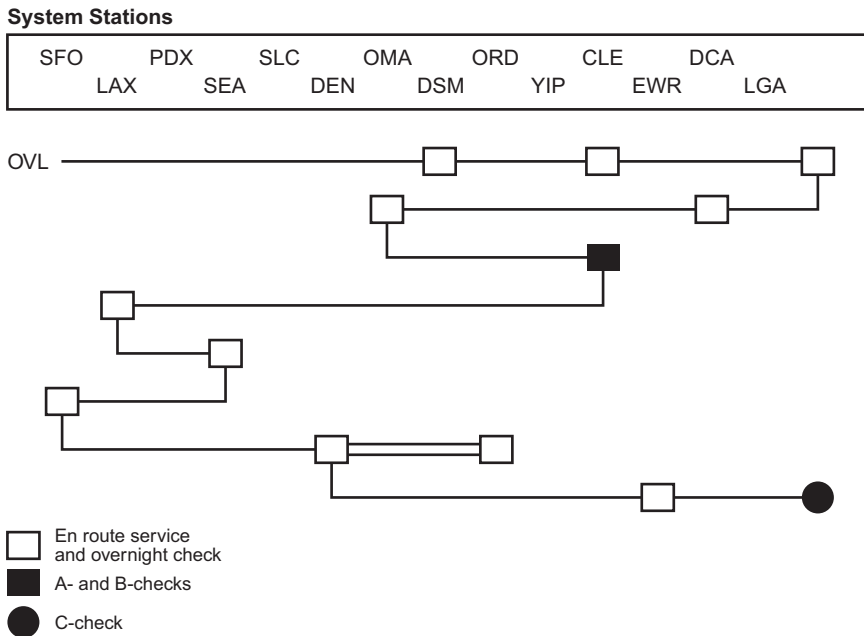 System Stations
SFO PDX SLC OMA ORD CLE DCA
LAX SEA DEN DSM YIP EWR LGA
OVL
En route service
and overnight check
A- and B-checks
C-check